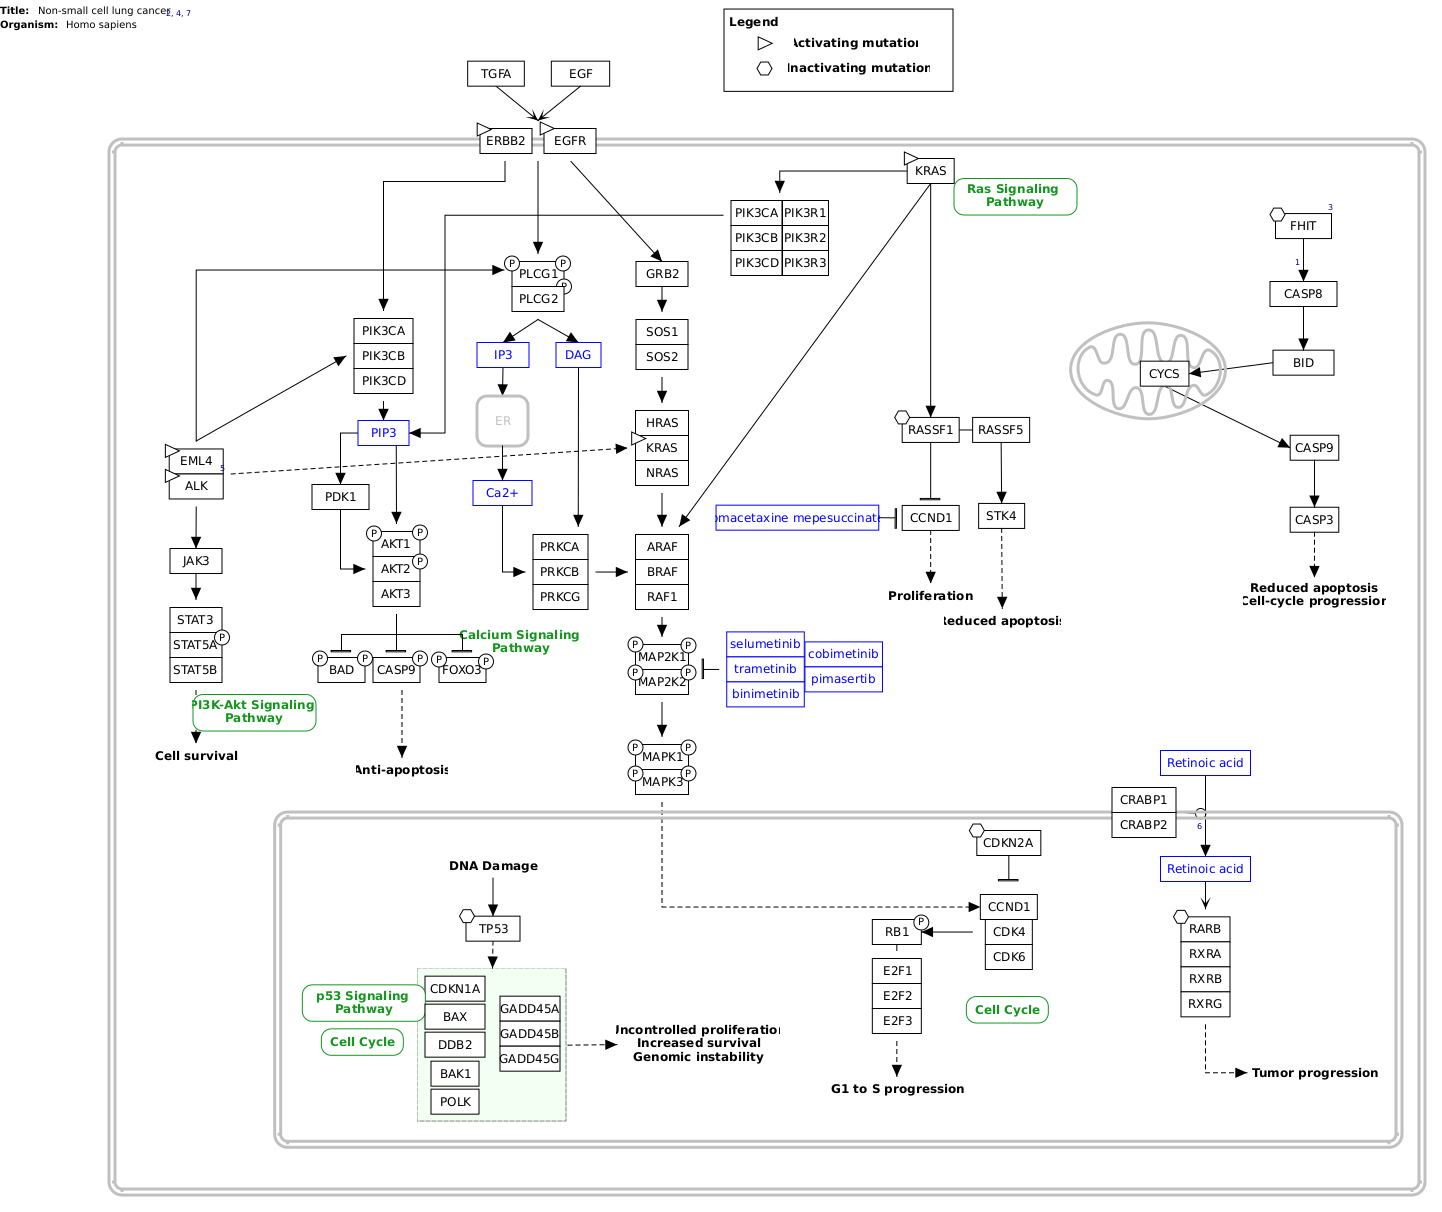 Title: Non-small cell lung cancer 2, 4, 7
Organism: Homo sapiens
Legend
Activating mutation
Inactivating mutation
TGFA
EGF
ERBB2
EGFR
KRAS
Ras Signaling
Pathway
PIK3CA PIK3R1
PIK3CB PIK3R2
PIK3CD PIK3R3
3
FHIT
1
CASP8
BID
CYCS
CASP9
CASP3
Reduced apoptosis
Cell-cycle progression
P P
PLCG1
P
PLCG2
GRB2
SOS1
SOS2
PIK3CA
PIK3CB
PIK3CD
IP3
DAG
ER
PIP3
HRAS
KRAS
NRAS
EML4
5
ALK
PDK1
Ca2+
RASSF1
RASSF5
omacetaxine mepesuccinate
CCND1
STK4
Proliferation
Reduced apoptosis
JAK3
P P
AKT1
P
AKT2
AKT3
PRKCA
PRKCB
PRKCG
ARAF
BRAF
RAF1
STAT3
P
STAT5A
STAT5B
Calcium Signaling
Pathway
P P
BAD
P
CASP9
P P
FOXO3
P P
MAP2K1
P P
MAP2K2
selumetinib
trametinib
binimetinib
cobimetinib
pimasertib
PI3K-Akt Signaling
Pathway
Cell survival
Anti-apoptosis
P P
MAPK1
P P
MAPK3
Retinoic acid
CRABP1
CRABP2
6
Retinoic acid
CDKN2A
DNA Damage
TP53
CCND1
CDK4
CDK6
P
RB1
E2F1
E2F2
E2F3
RARB
RXRA
RXRB
RXRG
p53 Signaling
Pathway
Cell Cycle
CDKN1A
BAX
DDB2
BAK1
POLK
GADD45A
GADD45B
GADD45G
Uncontrolled proliferation
Increased survival
Genomic instability
Cell Cycle
G1 to S progression
Tumor progression